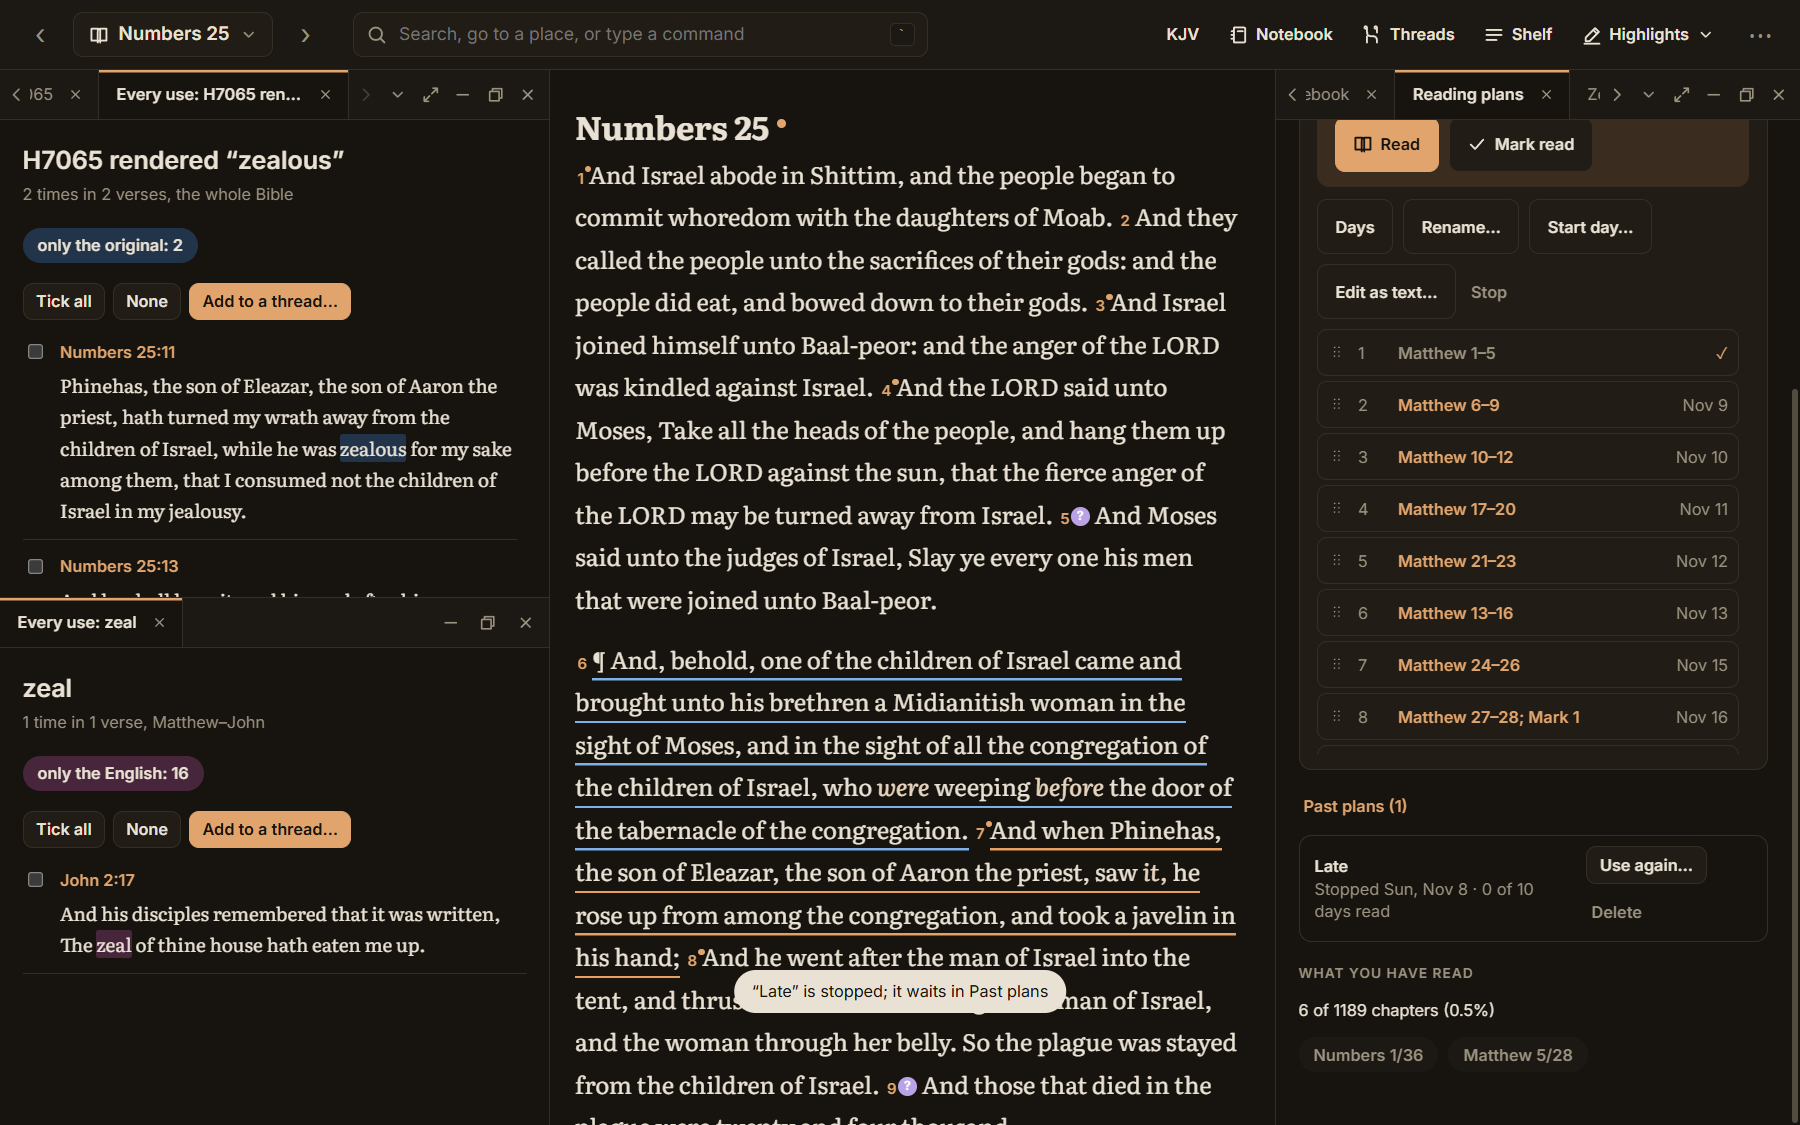 Numbers 25
Search, go to a place, or type a command
`
KJV
Notebook
Threads
Shelf
Highlights
Every use: H7065 ren...
H7065 rendered “zealous”
2 times in 2 verses, the whole Bible
only the original: 2
Tick all
None
Add to a thread...
Numbers 25:11
Phinehas, the son of Eleazar, the son of Aaron the
priest, hath turned my wrath away from the
children of Israel, while he was zealous for my sake
among them, that I consumed not the children of
Israel in my jealousy.
Numbers 25:13
Every use: zeal
zeal
1 time in 1 verse, Matthew–John
only the English: 16
Tick all
None
Add to a thread...
John 2:17
And his disciples remembered that it was written,
The zeal of thine house hath eaten me up.
Numbers 25
1 And Israel abode in Shittim, and the people began to
commit whoredom with the daughters of Moab. 2 And they
called the people unto the sacrifices of their gods: and the
people did eat, and bowed down to their gods. 3 And Israel
joined himself unto Baal-peor: and the anger of the LORD
was kindled against Israel. 4 And the LORD said unto
Moses, Take all the heads of the people, and hang them up
before the LORD against the sun, that the fierce anger of
the LORD may be turned away from Israel. 5 ? And Moses
said unto the judges of Israel, Slay ye every one his men
that were joined unto Baal-peor.
6 ¶ And, behold, one of the children of Israel came and
brought unto his brethren a Midianitish woman in the
sight of Moses, and in the sight of all the congregation of
the children of Israel, who were weeping before the door of
the tabernacle of the congregation. 7 And when Phinehas,
the son of Eleazar, the son of Aaron the priest, saw it, he
rose up from among the congregation, and took a javelin in
his hand; 8 And he went after the man of Israel into the
tent, and thrus man of Israel,
“Late” is stopped; it waits in Past plans
and the woman through her belly. So the plague was stayed
from the children of Israel. 9 ? And those that died in the
plague were twenty and four thousand.
ebook
Reading plans
Read
Mark read
Days
Rename...
Start day...
Edit as text...
Stop
1 Matthew 1–5 ✓
2 Matthew 6–9 Nov 9
3 Matthew 10–12 Nov 10
4 Matthew 17–20 Nov 11
5 Matthew 21–23 Nov 12
6 Matthew 13–16 Nov 13
7 Matthew 24–26 Nov 15
8 Matthew 27–28; Mark 1 Nov 16
Past plans (1)
Late
Stopped Sun, Nov 8 · 0 of 10
days read
Use again...
Delete
WHAT YOU HAVE READ
6 of 1189 chapters (0.5%)
Numbers 1/36
Matthew 5/28